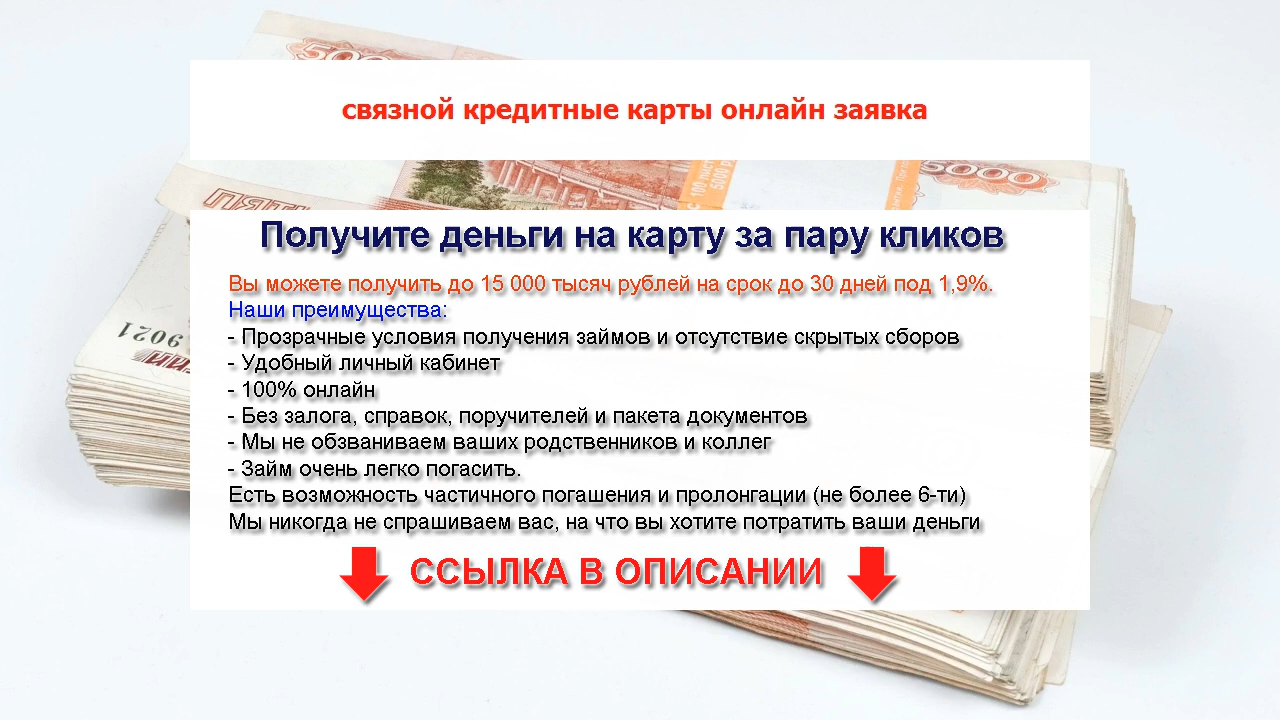 5000
связной кредитные карты онлайн заявка
5000
ПЯТЬ
Получите деньги на карту за пару кликов
Вы можете получить до 15 000 тысяч рублей на срок до 30 дней под 1,9%.
Наши преимущества:
- Прозрачные условия получения займов и отсутствие скрытых сборов
- Удобный личный кабинет
- 100% онлайн
- Без залога, справок, поручителей и пакета документов
- Мы не обзваниваем ваших родственников и коллег
- Займ очень легко погасить.
Есть возможность частичного погашения и пролонгации (не более 6-ти)
Мы никогда не спрашиваем вас, на что вы хотите потратить ваши деньги
9021
ССЫЛКА В ОПИСАНИИ